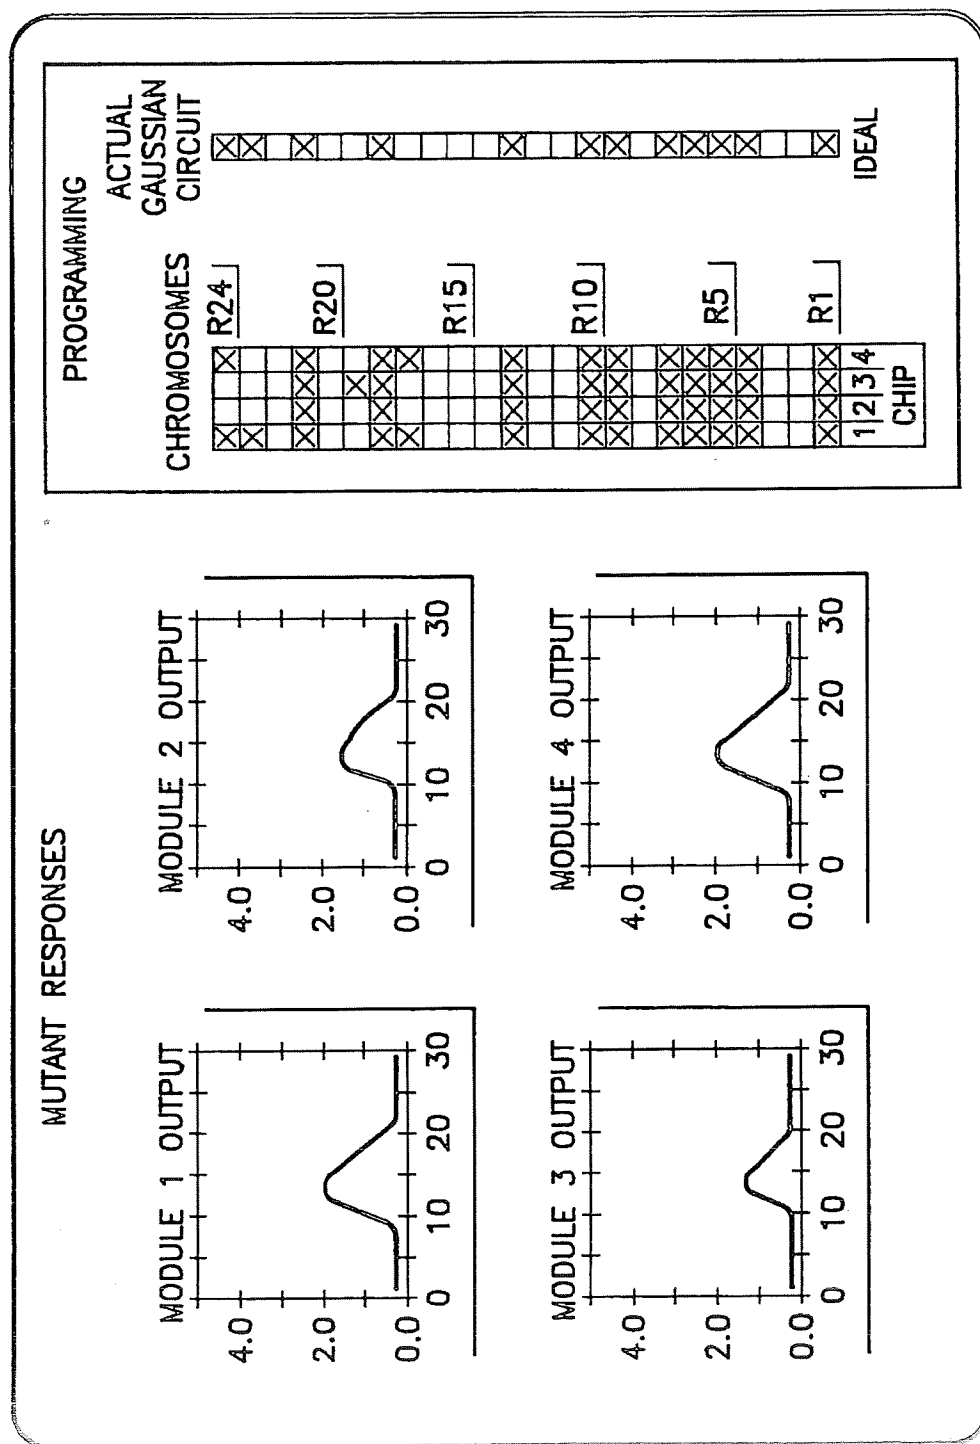 MUTANT RESPONSES
MODULE 1 OUTPUT
4.0
2.0
0.0
0 10 20 30
MODULE 2 OUTPUT
4.0
2.0
0.0
0 10 20 30
MODULE 3 OUTPUT
4.0
2.0
0.0
0 10 20 30
MODULE 4 OUTPUT
4.0
2.0
0.0
0 10 20 30
PROGRAMMING
CHROMOSOMES
ACTUAL
GAUSSIAN
CIRCUIT
R24
R20
R15
R10
R5
R1
1|2|3|4
CHIP
IDEAL